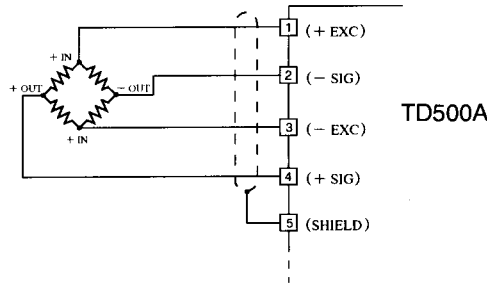 1 (+ EXC)
+ IN
2 (− SIG)
+ OUT − OUT
TD500A
3 (− EXC)
+ IN
4 (+ SIG)
5 (SHIELD)